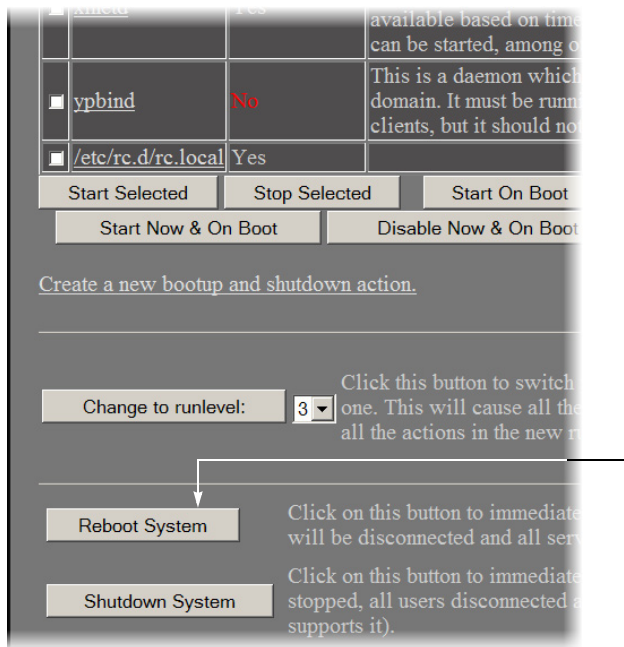 Yes
available based on time
can be started, among o
ypbind
No
This is a daemon which
domain. It must be runni
clients, but it should no
/etc/rc.d/rc.local
Yes
Start Selected
Stop Selected
Start On Boot
Start Now & On Boot
Disable Now & On Boot
Create a new bootup and shutdown action.
Change to runlevel:
3
Click this button to switch
one. This will cause all the
all the actions in the new r
Reboot System
Click on this button to immediate
will be disconnected and all serv
Shutdown System
Click on this button to immediate
stopped, all users disconnected a
supports it).